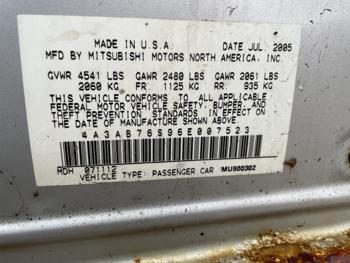 MADE IN U.S.A. DATE JUL. 2005
MFD BY MITSUBISHI MOTORS NORTH AMERICA, INC.
GVWR 4541 LBS GAWR 2480 LBS GAWR 2061 LBS
2060 KG FR: 1125 KG RR: 935 KG
THIS VEHICLE CONFORMS TO ALL APPLICABLE
FEDERAL MOTOR VEHICLE SAFETY, BUMPER, AND
THEFT PREVENTION STANDARDS IN EFFECT ON THE
DATE OF MANUFACTURE SHOWN ABOVE.
4A3AB76S96E007523
MDH 071112 MU900302
VEHICLE TYPE: PASSENGER CAR